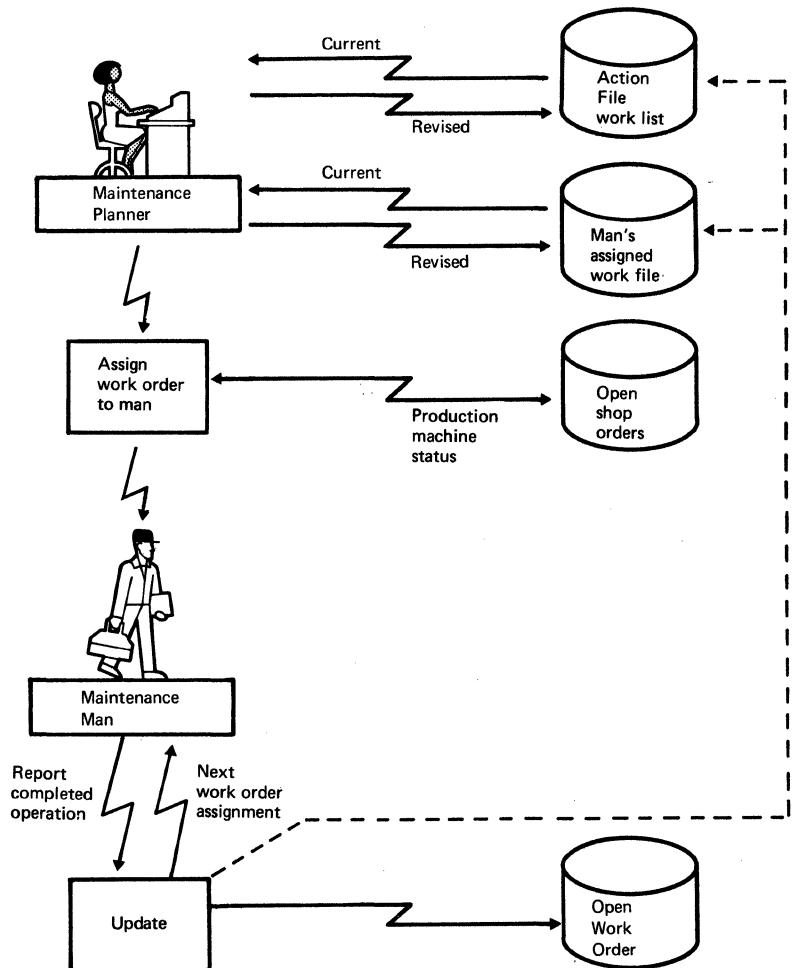 Current
Action
File
work list
Revised
Maintenance
Planner
Current
Man's
assigned
work file
Revised
Assign
work order
to man
Production
machine
status
Open
shop
orders
Maintenance
Man
Report
completed
operation
Next
work order
assignment
Update
Open
Work
Order